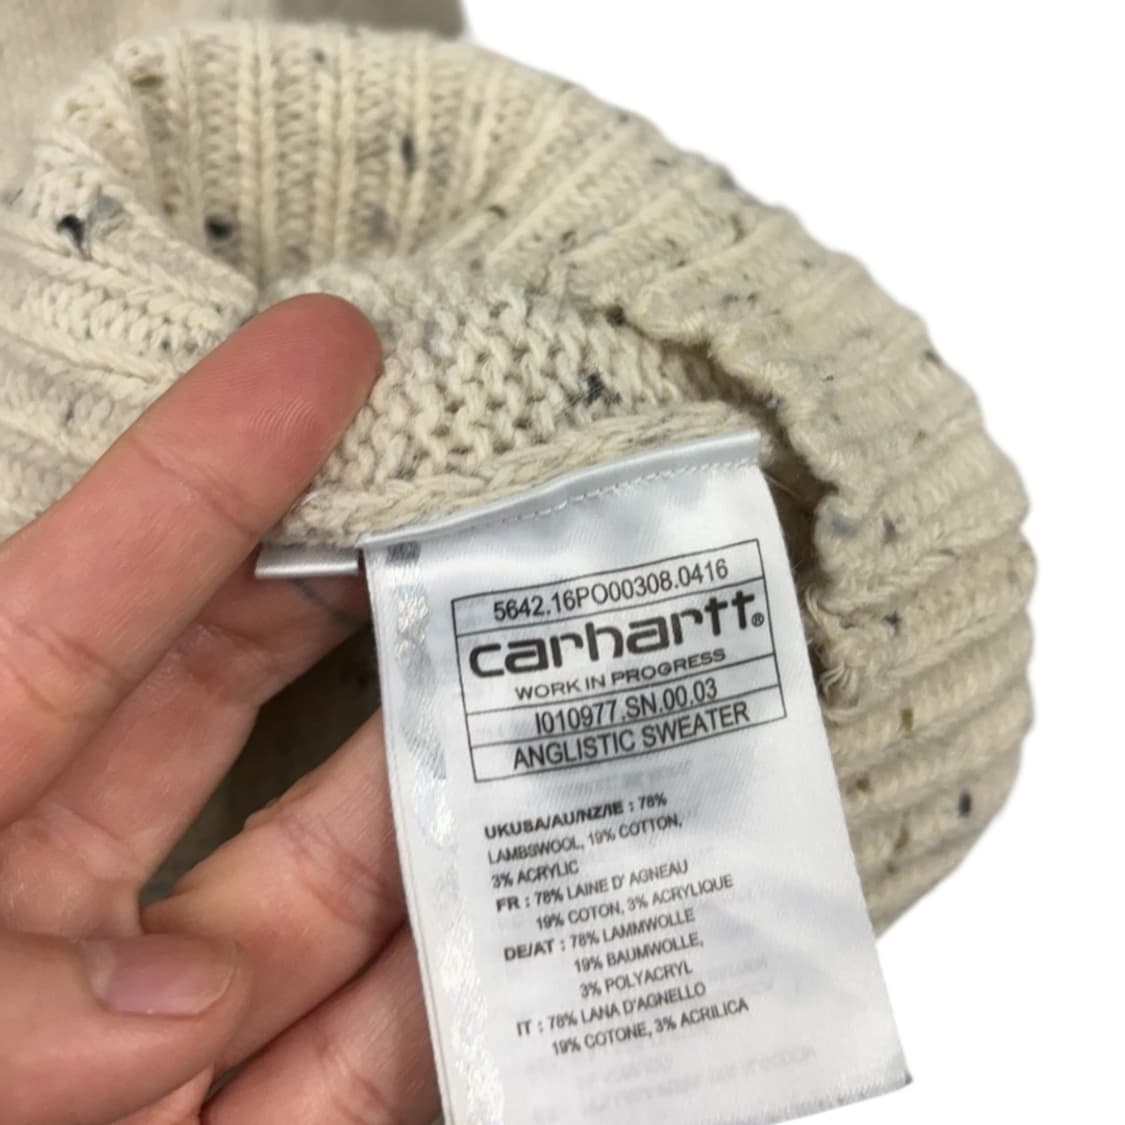 5642.16PO00308.0416
carhartt®
WORK IN PROGRESS
I010977.SN.00.03
ANGLISTIC SWEATER
UKUSA/AU/NZ/IE : 78%
LAMBSWOOL, 19% COTTON,
3% ACRYLIC
FR : 78% LAINE D' AGNEAU
19% COTON, 3% ACRYLIQUE
DE/AT : 78% LAMMWOLLE
19% BAUMWOLLE,
3% POLYACRYL
IT : 78% LANA D'AGNELLO
19% COTONE, 3% ACRILICA